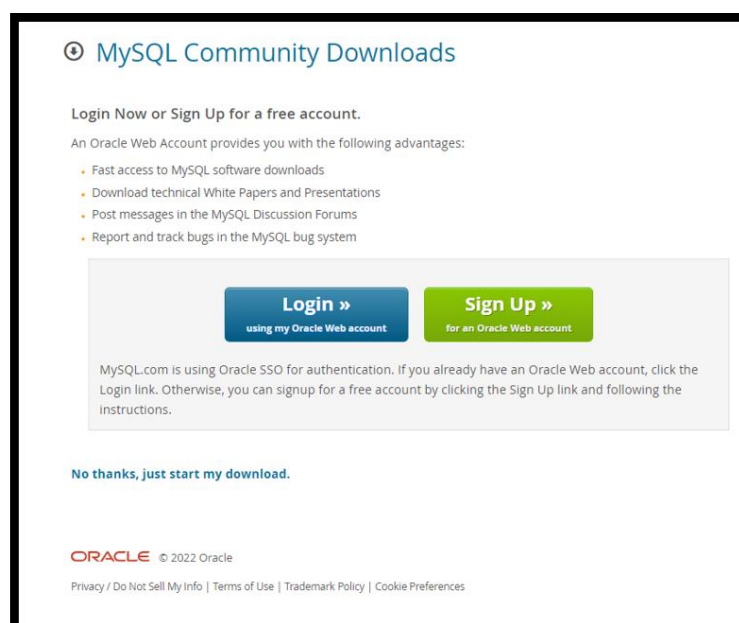 MySQL Community Downloads
Login Now or Sign Up for a free account.
An Oracle Web Account provides you with the following advantages:
Fast access to MySQL software downloads
Download technical White Papers and Presentations
Post messages in the MySQL Discussion Forums
Report and track bugs in the MySQL bug system
Login »
using my Oracle Web account
Sign Up »
for an Oracle Web account
MySQL.com is using Oracle SSO for authentication. If you already have an Oracle Web account, click the
Login link. Otherwise, you can signup for a free account by clicking the Sign Up link and following the
instructions.
No thanks, just start my download.
ORACLE © 2022 Oracle
Privacy / Do Not Sell My Info | Terms of Use | Trademark Policy | Cookie Preferences